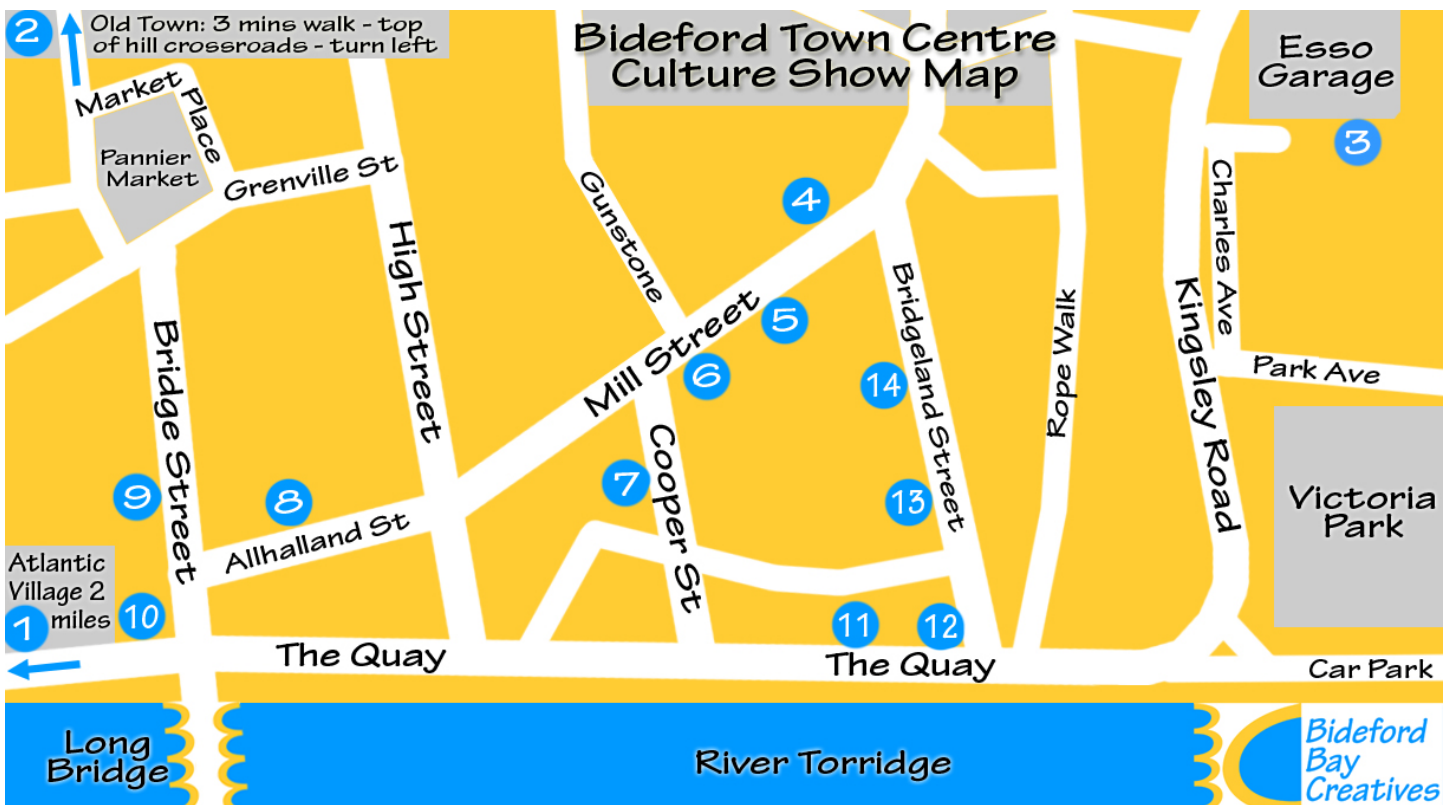 2
Old Town: 3 mins walk - top
of hill crossroads - turn left
Bideford Town Centre
Culture Show Map
Esso
Garage
3
Market
Place
Pannier
Market
Grenville St
Gunstone
4
Charles Ave
High Street
Bridge Street
Mill Street
5
6
Bridgeland Street
14
Rope Walk
Kingsley Road
Park Ave
Cooper St
7
13
Victoria
Park
9
8
Allhalland St
Atlantic
Village 2
miles
1
10
11
12
The Quay
The Quay
Car Park
Long
Bridge
River Torridge
Bideford
Bay
Creatives